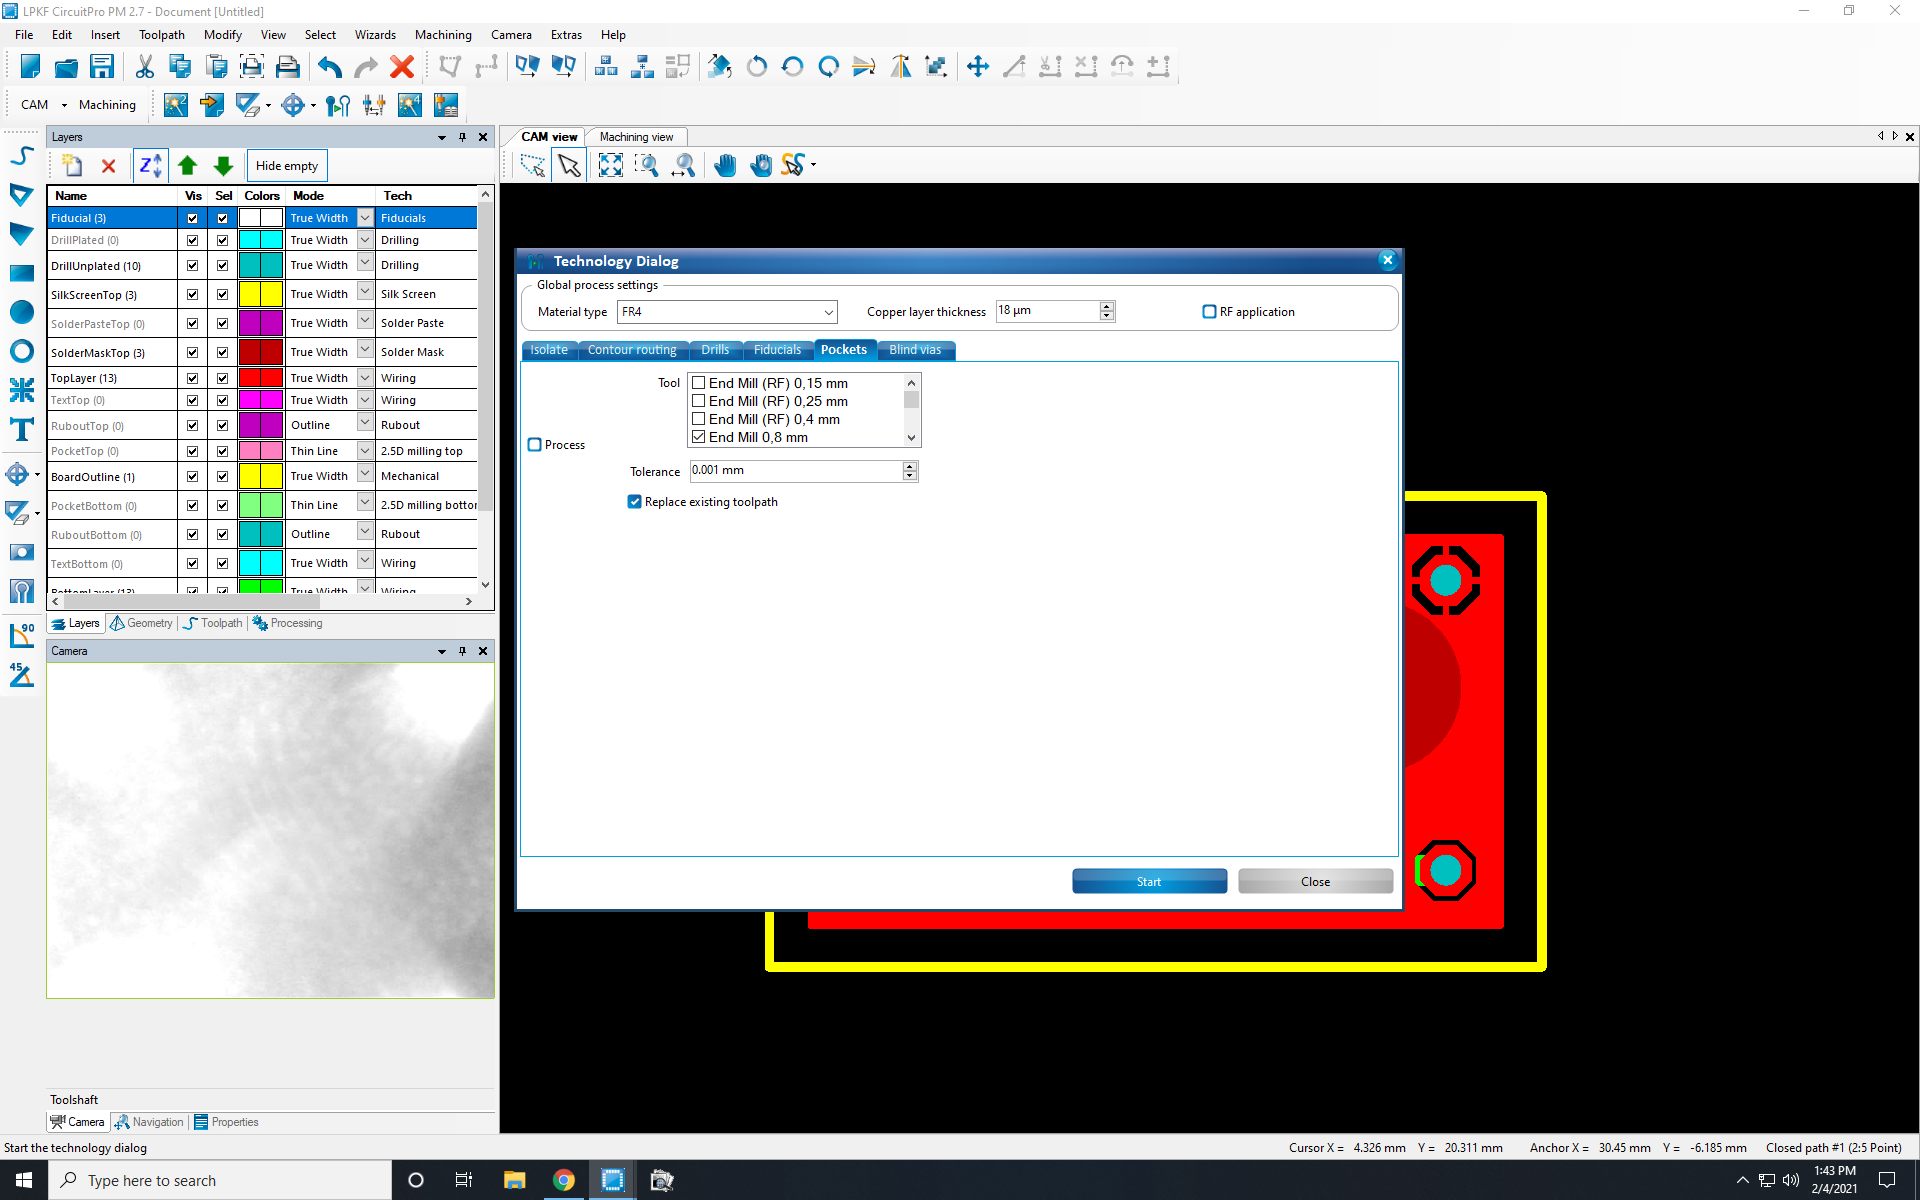 LPKF CircuitPro PM 2.7 - Document [Untitled]
File Edit Insert Toolpath Modify View Select Wizards Machining Camera Extras Help
CAM Machining
Layers
Hide empty
Name Vis Sel Colors Mode Tech
Fiducial (3) True Width Fiducials
DrillPlated (0) True Width Drilling
DrillUnplated (10) True Width Drilling
SilkScreenTop (3) True Width Silk Screen
SolderPasteTop (0) True Width Solder Paste
SolderMaskTop (3) True Width Solder Mask
TopLayer (13) True Width Wiring
TextTop (0) True Width Wiring
RuboutTop (0) Outline Rubout
PocketTop (0) Thin Line 2.5D milling top
BoardOutline (1) True Width Mechanical
PocketBottom (0) Thin Line 2.5D milling bottor
RuboutBottom (0) Outline Rubout
TextBottom (0) True Width Wiring
BottomLayer (13) True Width Wiring
Layers Geometry Toolpath Processing
90
45
Camera
Toolshaft
Camera Navigation Properties
CAM view Machining view
Technology Dialog
Global process settings
Material type FR4 Copper layer thickness 18 µm RF application
Isolate Contour routing Drills Fiducials Pockets Blind vias
Tool
End Mill (RF) 0,15 mm
End Mill (RF) 0,25 mm
End Mill (RF) 0,4 mm
End Mill 0,8 mm
Process
Tolerance 0.001 mm
Replace existing toolpath
Start Close
Start the technology dialog
Cursor X = 4.326 mm Y = 20.311 mm Anchor X = 30.45 mm Y = -6.185 mm Closed path #1 (2:5 Point)
Type here to search
1:43 PM
2/4/2021